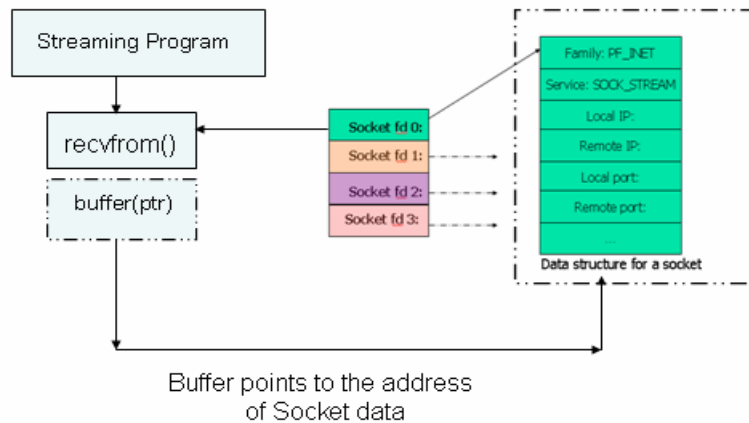 Streaming Program
recvfrom()
buffer(ptr)
Socket fd 0:
Socket fd 1:
Socket fd 2:
Socket fd 3:
Family: PF_INET
Service: SOCK_STREAM
Local IP:
Remote IP:
Local port:
Remote port:
...
Data structure for a socket
Buffer points to the address
of Socket data